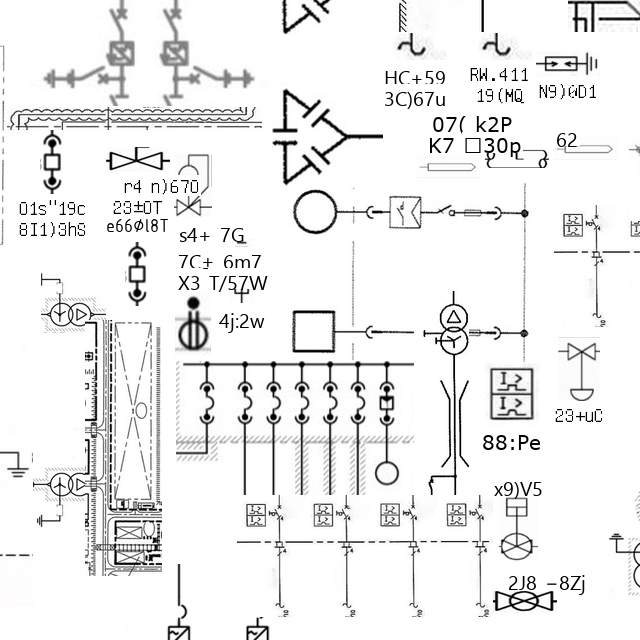 HC+59
3C)67u
RW.411
19(MQ
N9)0D1
07( k2P
K7 □30p
62
r4 n)670
23±0T
e66∅l8T
01s"19c
8I1)3hS
s4+ 7G
7C± 6m7
X3 T/57W
4j:2w
23+uC
88:Pe
x9)V5
2J8 −8Zj